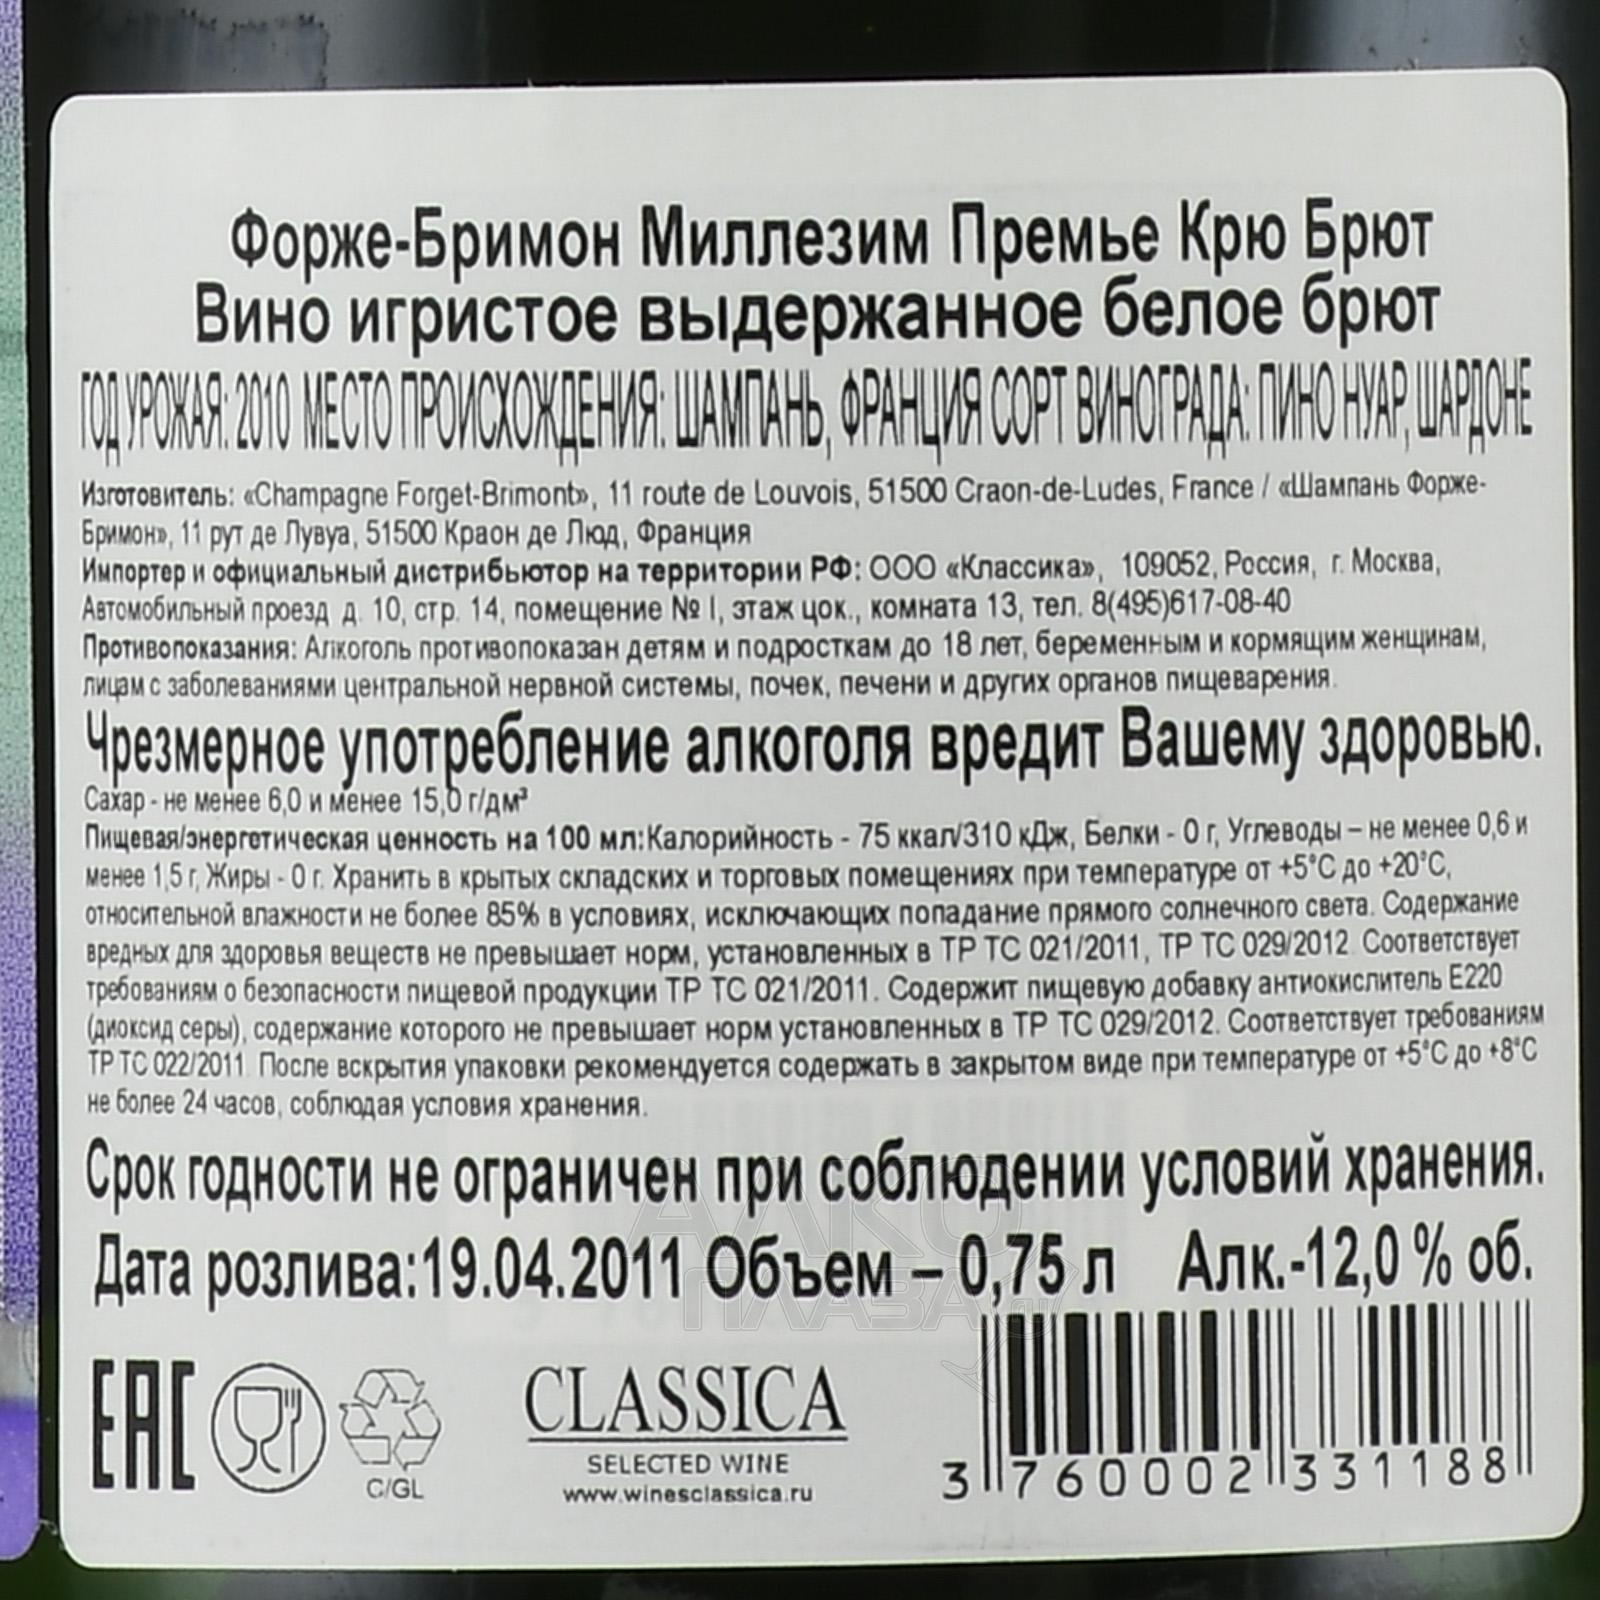 Форже-Бримон Миллезим Премье Крю Брют
Вино игристое выдержанное белое брют
ГОД УРОЖАЯ: 2010 МЕСТО ПРОИСХОЖДЕНИЯ: ШАМПАНЬ, ФРАНЦИЯ СОРТ ВИНОГРАДА: ПИНО НУАР, ШАРДОНЕ
Изготовитель: «Champagne Forget-Brimont», 11 route de Louvois, 51500 Craon-de-Ludes, France / «Шампань Форже-
Бримон», 11 рут де Лувуа, 51500 Краон де Люд, Франция
Импортер и официальный дистрибьютор на территории РФ: ООО «Классика», 109052, Россия, г. Москва,
Автомобильный проезд д. 10, стр. 14, помещение № I, этаж цок., комната 13, тел. 8(495)617-08-40
Противопоказания: Алкоголь противопоказан детям и подросткам до 18 лет, беременным и кормящим женщинам,
лицам с заболеваниями центральной нервной системы, почек, печени и других органов пищеварения.
Чрезмерное употребление алкоголя вредит Вашему здоровью.
Сахар - не менее 6,0 и менее 15,0 г/дм³
Пищевая/энергетическая ценность на 100 мл:Калорийность - 75 ккал/310 кДж, Белки - 0 г, Углеводы – не менее 0,6 и
менее 1,5 г, Жиры - 0 г. Хранить в крытых складских и торговых помещениях при температуре от +5°С до +20°С,
относительной влажности не более 85% в условиях, исключающих попадание прямого солнечного света. Содержание
вредных для здоровья веществ не превышает норм, установленных в ТР ТС 021/2011, ТР ТС 029/2012. Соответствует
требованиям о безопасности пищевой продукции ТР ТС 021/2011. Содержит пищевую добавку антиокислитель Е220
(диоксид серы), содержание которого не превышает норм установленных в ТР ТС 029/2012. Соответствует требованиям
ТР ТС 022/2011. После вскрытия упаковки рекомендуется содержать в закрытом виде при температуре от +5°С до +8°С
не более 24 часов, соблюдая условия хранения.
Срок годности не ограничен при соблюдении условий хранения.
Дата розлива:19.04.2011 Объем – 0,75 л Алк.-12,0 % об.
АЛКО
ПЛАЗА.ru
EAC
C/GL
CLASSICA
SELECTED WINE
www.winesclassica.ru
3 760002 331188